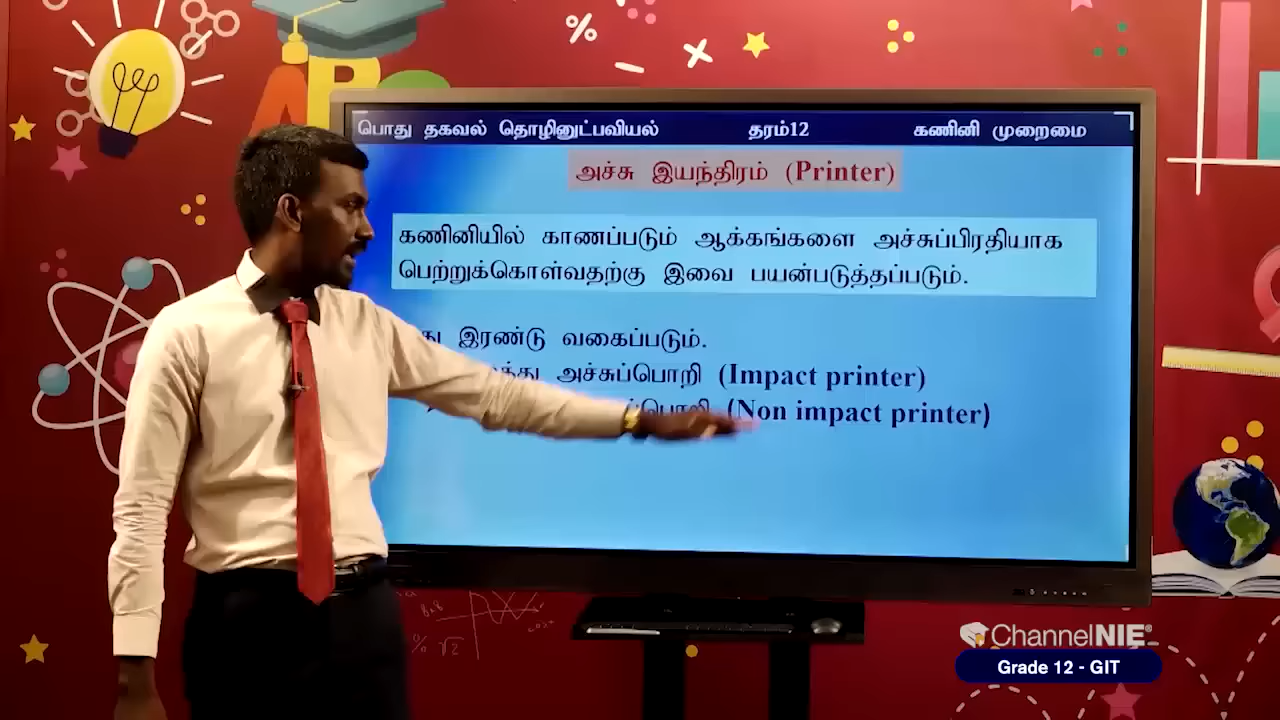 பொது தகவல் தொழினுட்பவியல் தரம்12 கணினி முறைமை
அச்சு இயந்திரம் (Printer)
கணினியில் காணப்படும் ஆக்கங்களை அச்சுப்பிரதியாக
பெற்றுக்கொள்வதற்கு இவை பயன்படுத்தப்படும்.
இரண்டு வகைப்படும்.
அச்சுப்பொறி (Impact printer)
(Non impact printer)
ChannelNIE®
Grade 12 - GIT